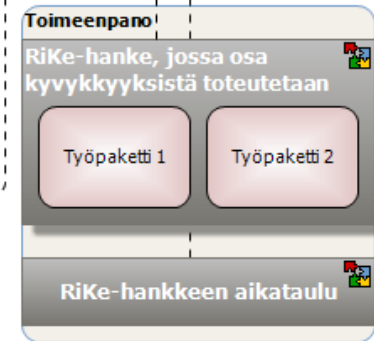 Toimeenpano
RiKe-hanke, jossa osa
kyvykkyyksistä toteutetaan
Työpaketti 1
Työpaketti 2
RiKe-hankkeen aikataulu